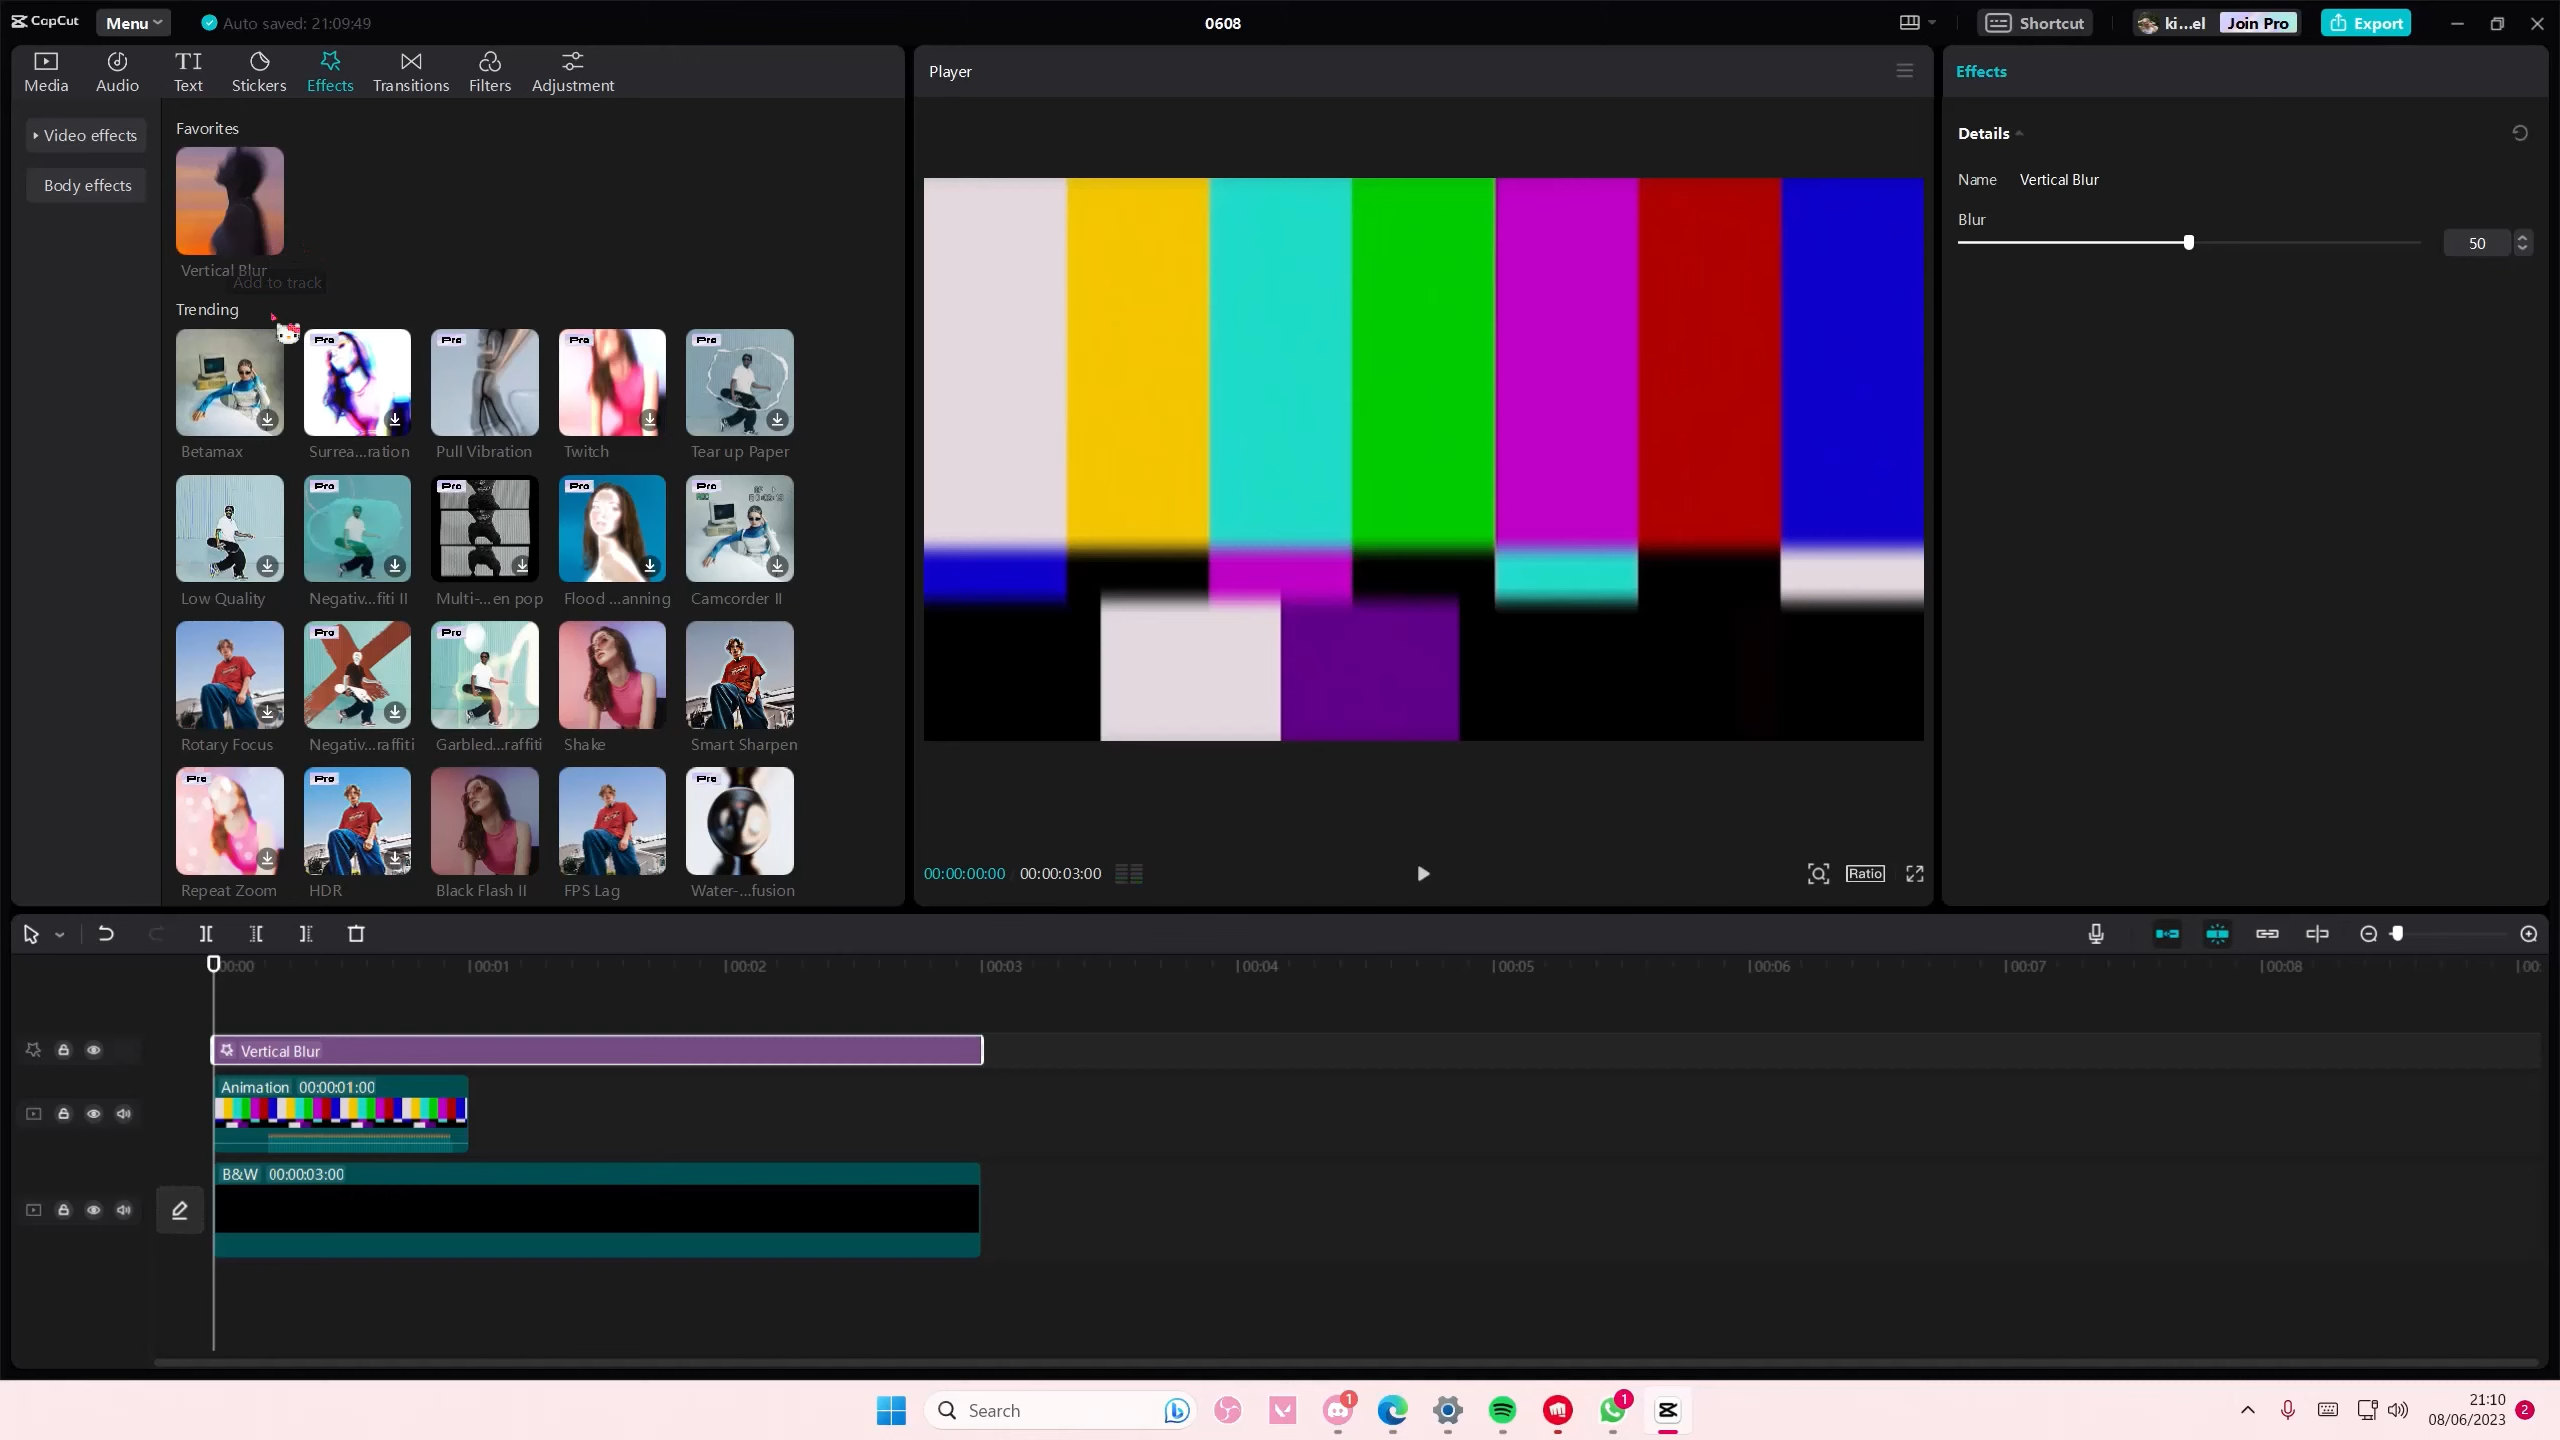 CapCut
Menu
Auto saved: 21:09:49
0608
Shortcut
ki...el
Join Pro
Export
Media
Audio
Text
Stickers
Effects
Transitions
Filters
Adjustment
Player
Effects
Video effects
Body effects
Favorites
Vertical Blur
Add to track
Trending
Details
Name
Vertical Blur
Blur
50
Pro
Pro
Pro
Pro
Betamax
Surrea...ration
Pull Vibration
Twitch
Tear up Paper
Pro
Pro
Pro
Pro
Low Quality
Negativ...fiti II
Multi-...en pop
Flood ...anning
Camcorder II
Pro
Pro
Rotary Focus
Negativ...raffiti
Garbled...raffiti
Shake
Smart Sharpen
Pro
Pro
Pro
Repeat Zoom
HDR
Black Flash II
FPS Lag
Water-...fusion
00:00:00:00
00:00:03:00
Ratio
00:00
00:01
00:02
00:03
00:04
00:05
00:06
00:07
00:08
00:
Vertical Blur
Animation 00:00:01:00
B&W 00:00:03:00
Search
1
1
21:10
08/06/2023
2